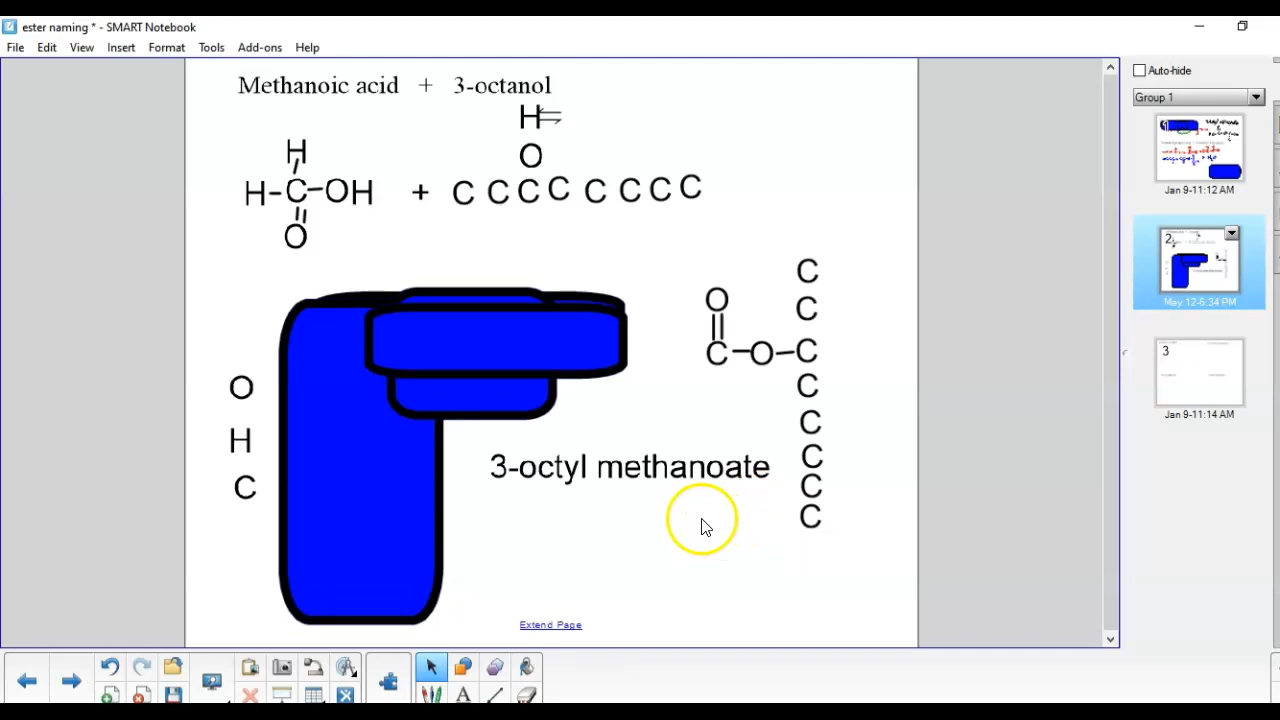 ester naming * - SMART Notebook
File Edit View Insert Format Tools Add-ons Help
Methanoic acid + 3-octanol
H⇌
H O
H-C-OH + C C C C C C C C
O
C
O C
C-O-C
O C
H C
3-octyl methanoate C
C C
C
Extend Page
Auto-hide
Group 1
Jan 9-11:12 AM
2
May 12-6:34 PM
3
Jan 9-11:14 AM
A